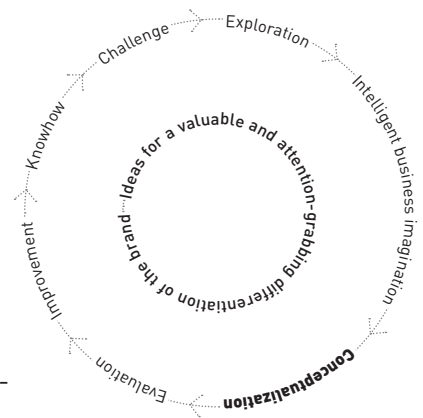 Challenge
Exploration
Intelligent business imagination
Conceptualization
Evaluation
Improvement
Knowhow
Ideas for a valuable and attention-grabbing differentiation of the brand